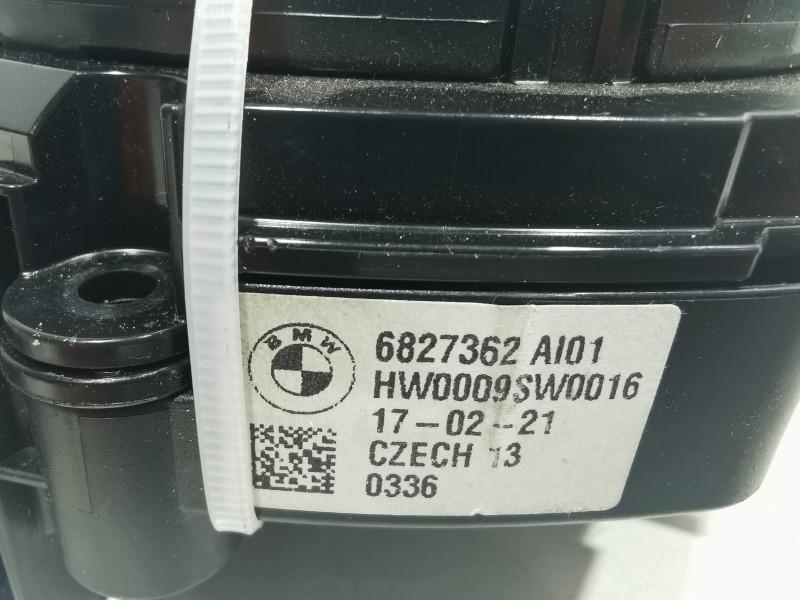 BMW
6827362 AI01
HW0009SW0016
17-02-21
CZECH 13
0336